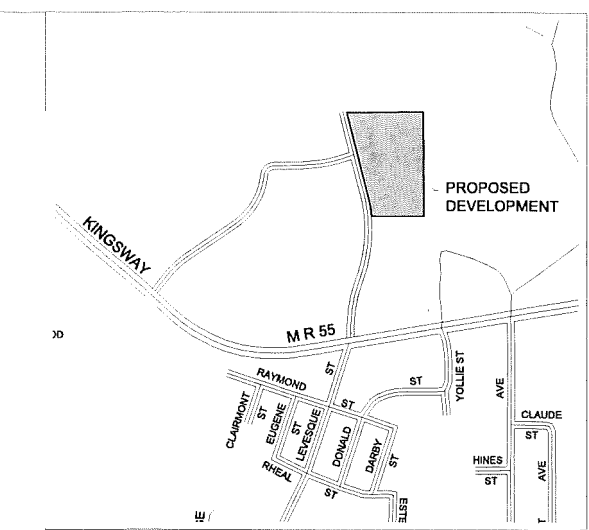 PROPOSED
DEVELOPMENT
KINGSWAY
M R 55
ST
RAYMOND
ST
ST
YOLLIE ST
AVE
CLAIRMONT
ST
EUGENE
ST
LEVESQUE
DONALD
DARBY
ST
CLAUDE
ST
HINES
ST
AVE
RHEAL
ST